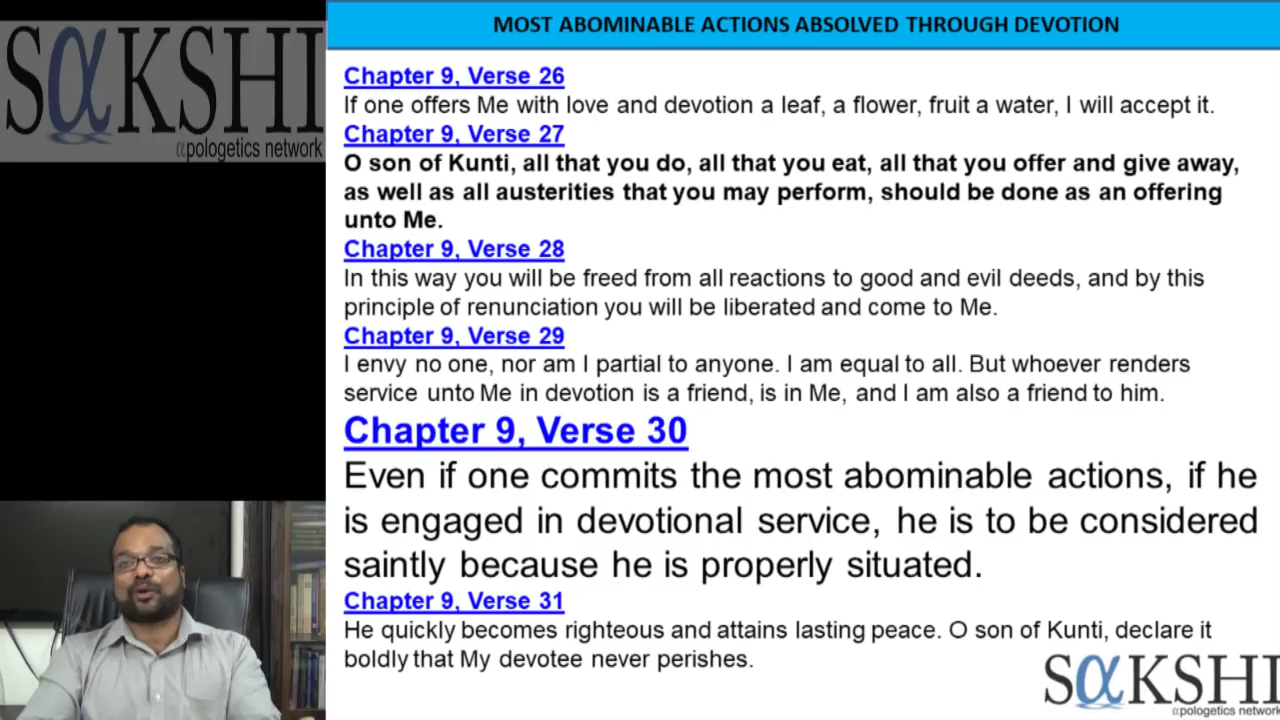 SαKSHI
αpologetics network
MOST ABOMINABLE ACTIONS ABSOLVED THROUGH DEVOTION
Chapter 9, Verse 26
If one offers Me with love and devotion a leaf, a flower, fruit a water, I will accept it.
Chapter 9, Verse 27
O son of Kunti, all that you do, all that you eat, all that you offer and give away,
as well as all austerities that you may perform, should be done as an offering
unto Me.
Chapter 9, Verse 28
In this way you will be freed from all reactions to good and evil deeds, and by this
principle of renunciation you will be liberated and come to Me.
Chapter 9, Verse 29
I envy no one, nor am I partial to anyone. I am equal to all. But whoever renders
service unto Me in devotion is a friend, is in Me, and I am also a friend to him.
Chapter 9, Verse 30
Even if one commits the most abominable actions, if he
is engaged in devotional service, he is to be considered
saintly because he is properly situated.
Chapter 9, Verse 31
He quickly becomes righteous and attains lasting peace. O son of Kunti, declare it
boldly that My devotee never perishes.
SαKSHI
αpologetics network